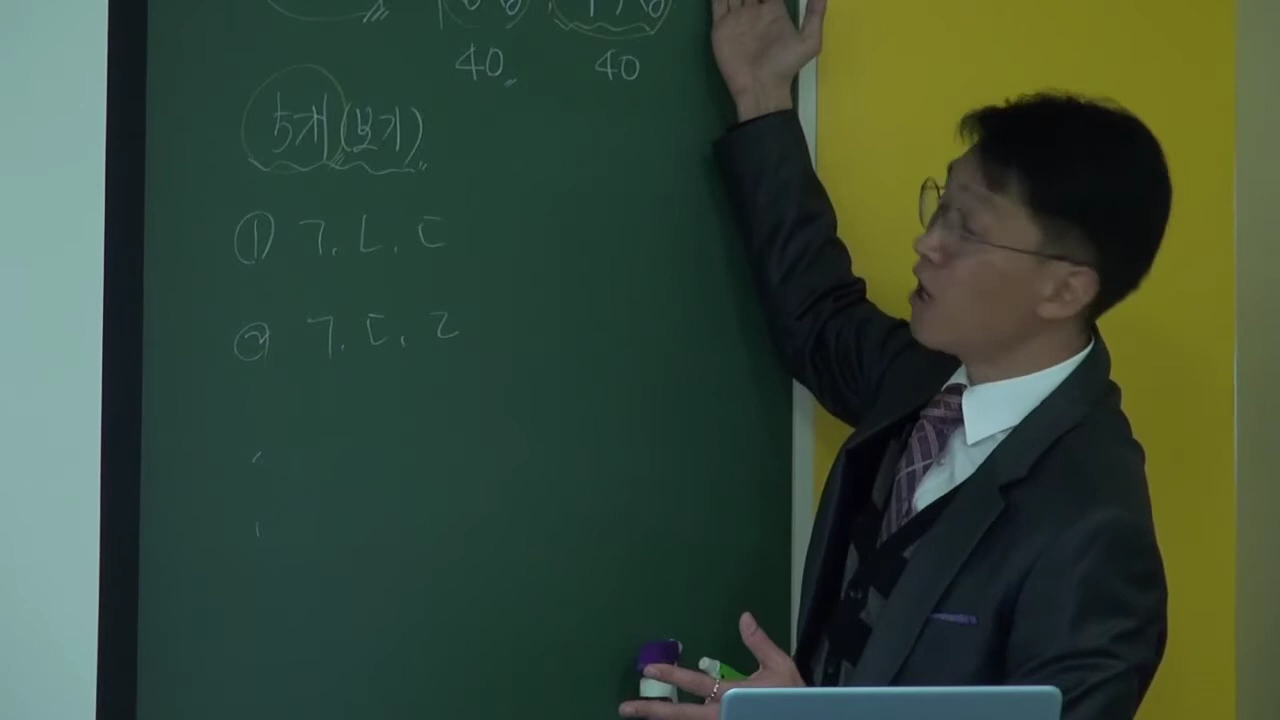 40 40
5개 (보기)
① ㄱ, ㄴ, ㄷ
② ㄱ, ㄷ, ㄹ